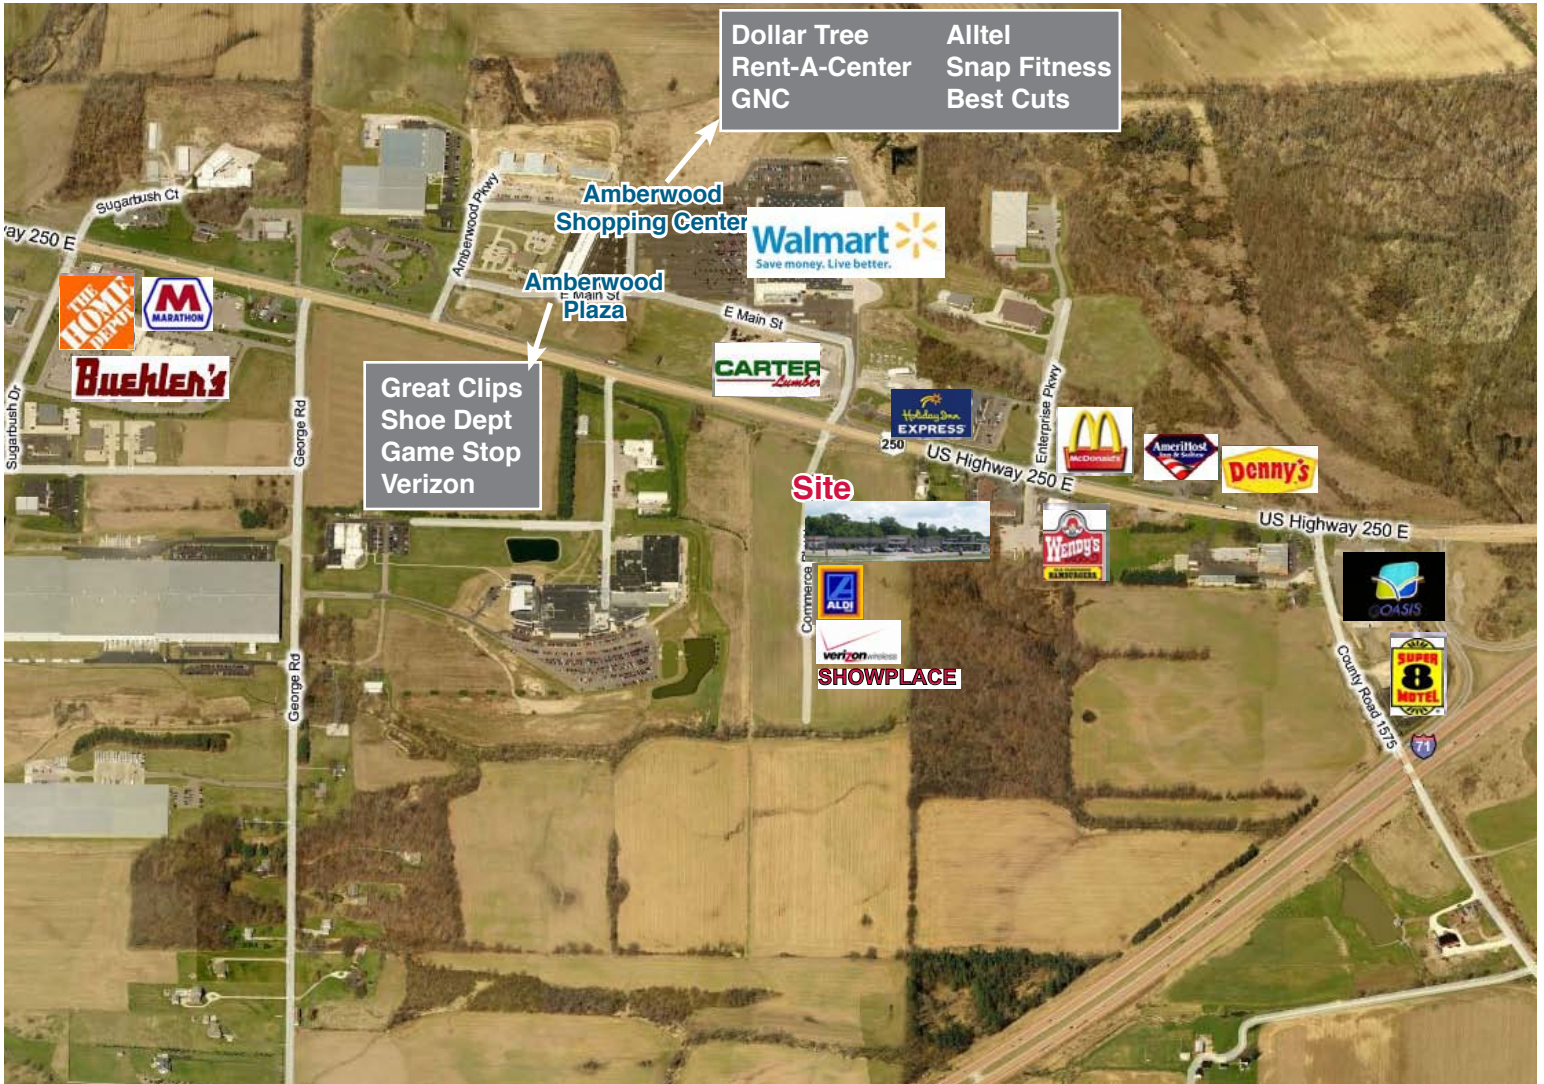 Dollar Tree
Rent-A-Center
GNC
Alltel
Snap Fitness
Best Cuts
Sugarbush Ct
Amberwood Pkwy
Amberwood
Shopping Center
Walmart
Save money. Live better.
way 250 E
THE
HOME
DEPOT
M
MARATHON
Buehler's
Amberwood
Plaza
E Main St
E Main St
CARTER
Lumber
Great Clips
Shoe Dept
Game Stop
Verizon
Sugarbush Dr
George Rd
Holiday Inn
EXPRESS
250
US Highway 250 E
Enterprise Pkwy
McDonald's
AmeriHost
Inn & Suites
Denny's
Site
Commerce
ALDI
verizon wireless
SHOWPLACE
Wendy's
OLD FASHIONED
HAMBURGERS
US Highway 250 E
GOASIS
SUPER
8
MOTEL
County Road 1575
71
George Rd